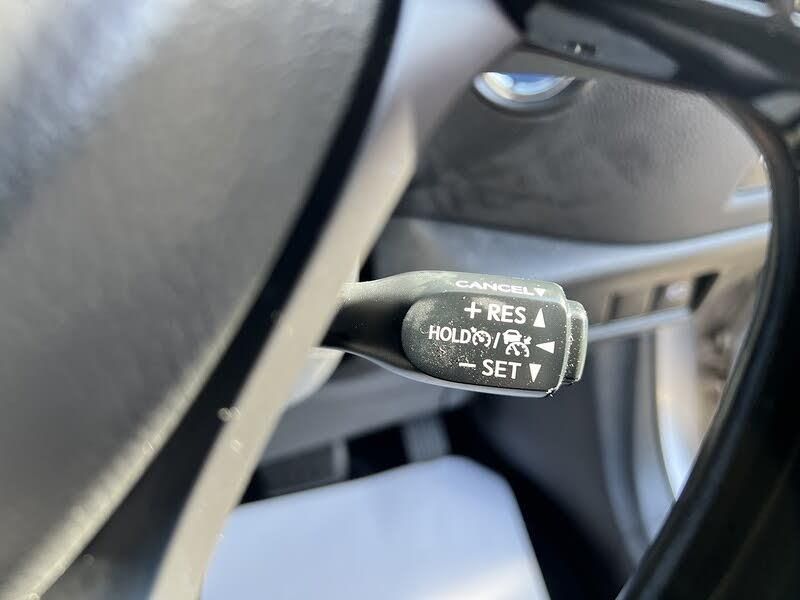 CANCEL▼
+ RES ▲
HOLD / ◀
- SET ▼